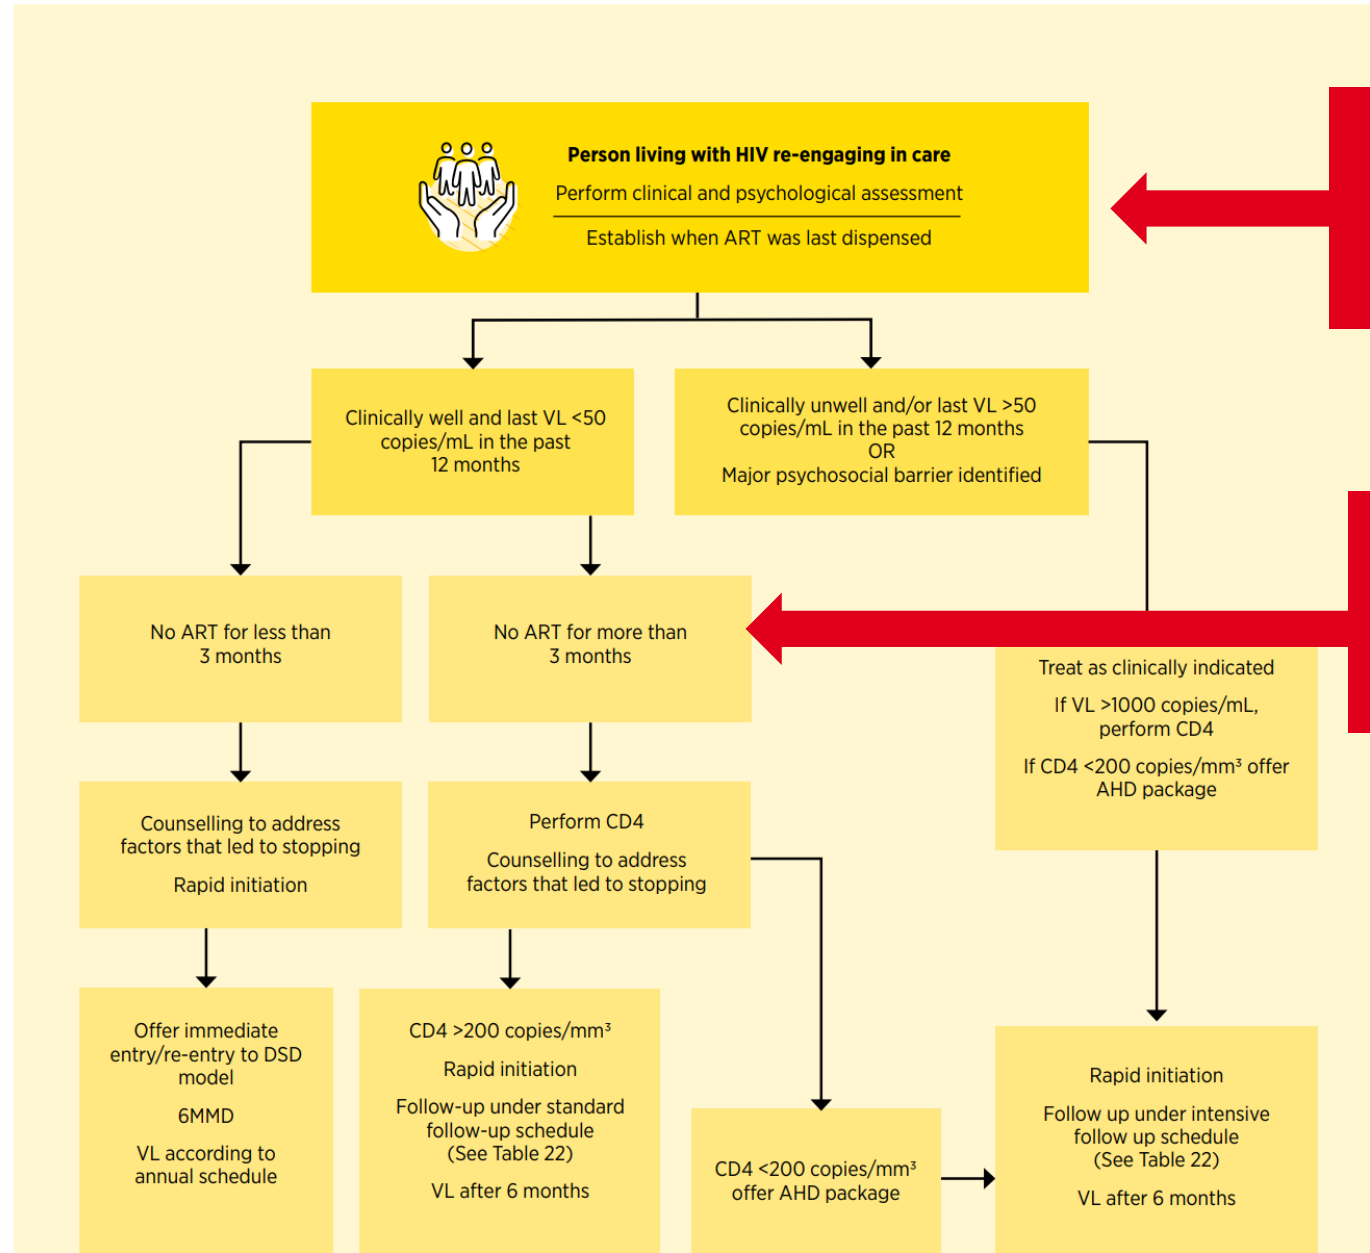 Person living with HIV re-engaging in care
Perform clinical and psychological assessment
Establish when ART was last dispensed
Clinically well and last VL <50
copies/mL in the past
12 months
Clinically unwell and/or last VL >50
copies/mL in the past 12 months
OR
Major psychosocial barrier identified
No ART for less than
3 months
No ART for more than
3 months
Treat as clinically indicated
If VL >1000 copies/mL,
perform CD4
If CD4 <200 copies/mm³ offer
AHD package
Counselling to address
factors that led to stopping
Rapid initiation
Perform CD4
Counselling to address
factors that led to stopping
Offer immediate
entry/re-entry to DSD
model
6MMD
VL according to
annual schedule
CD4 >200 copies/mm³
Rapid initiation
Follow-up under standard
follow-up schedule
(See Table 22)
VL after 6 months
CD4 <200 copies/mm³
offer AHD package
Rapid initiation
Follow up under intensive
follow up schedule
(See Table 22)
VL after 6 months